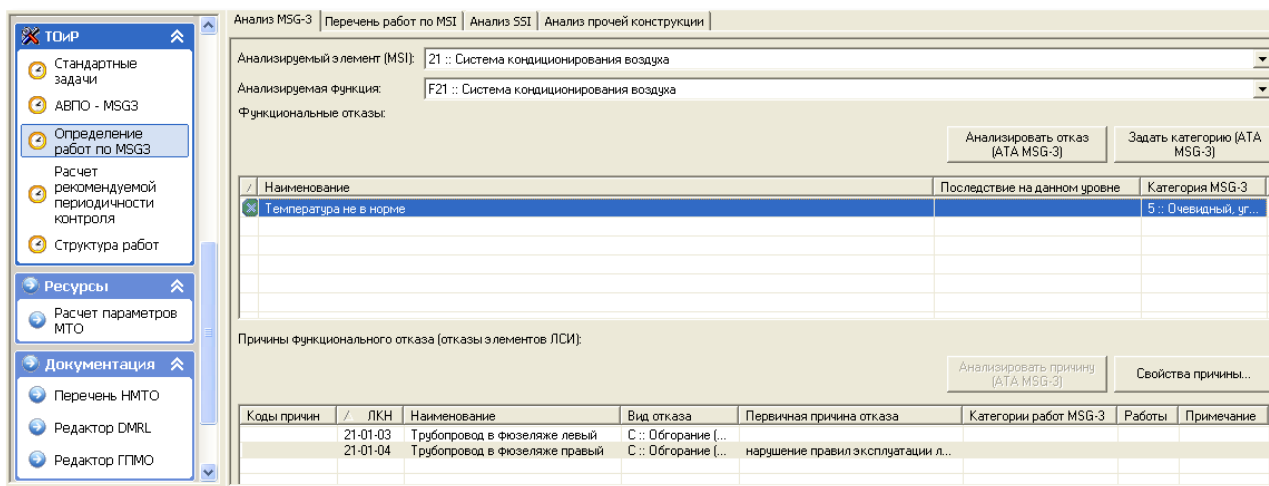 ТОиР
Стандартные
задачи
АВПО - MSG3
Определение
работ по MSG3
Расчет
рекомендуемой
периодичности
контроля
Структура работ
Ресурсы
Расчет параметров
МТО
Документация
Перечень НМТО
Редактор DMRL
Редактор ГПМО
Анализ MSG-3 Перечень работ по MSI Анализ SSI Анализ прочей конструкции
Анализируемый элемент (MSI): 21 :: Система кондиционирования воздуха
Анализируемая функция: F21 :: Система кондиционирования воздуха
Функциональные отказы:
Анализировать отказ
(ATA MSG-3)
Задать категорию (ATA
MSG-3)
/ Наименование Последствие на данном уровне Категория MSG-3
Температура не в норме 5 :: Очевидный, уг...
Причины функционального отказа (отказы элементов ЛСИ):
Анализировать причину
(ATA MSG-3)
Свойства причины...
Коды причин / ЛКН Наименование Вид отказа Первичная причина отказа Категории работ MSG-3 Работы Примечание
21-01-03 Трубопровод в фюзеляже левый C :: Обгорание (...
21-01-04 Трубопровод в фюзеляже правый C :: Обгорание (... нарушение правил эксплуатации л...